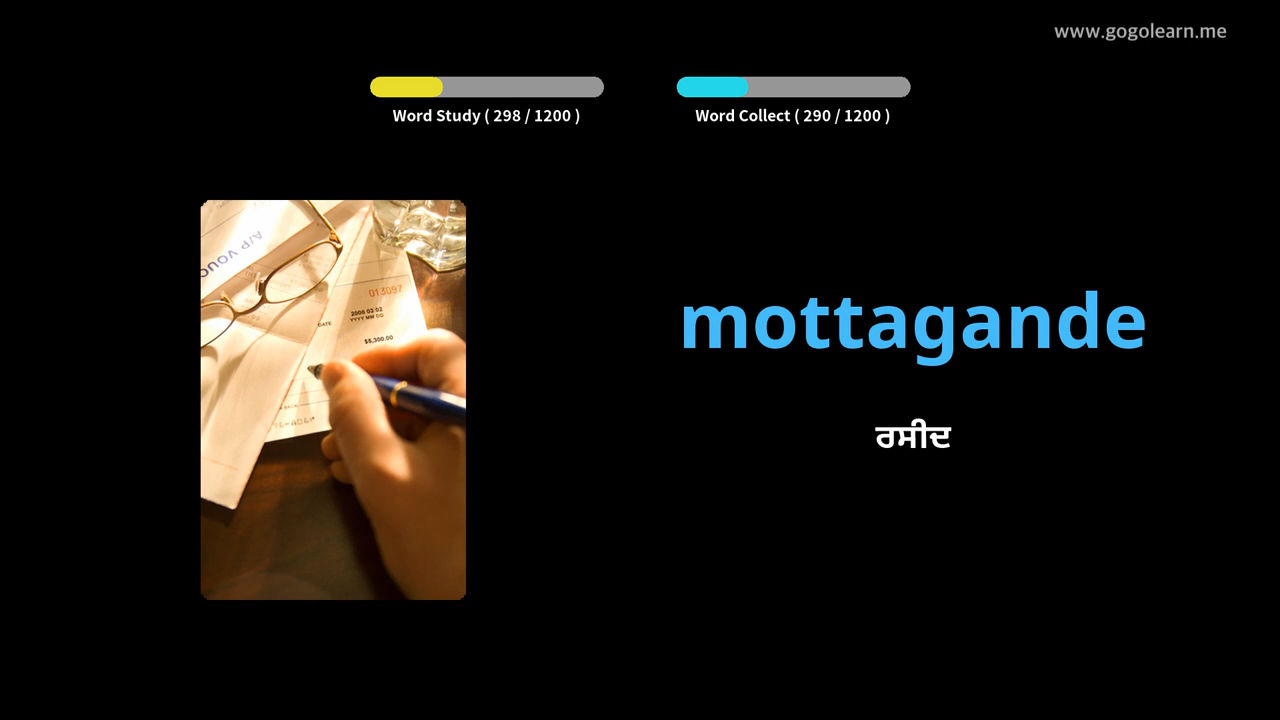 www.gogolearn.me
Word Study ( 298 / 1200 )
Word Collect ( 290 / 1200 )
A/P VOUC
013097
DATE
2006 03 02
YYYY MM DD
$5,300.00
mottagande
ਰਸੀਦ